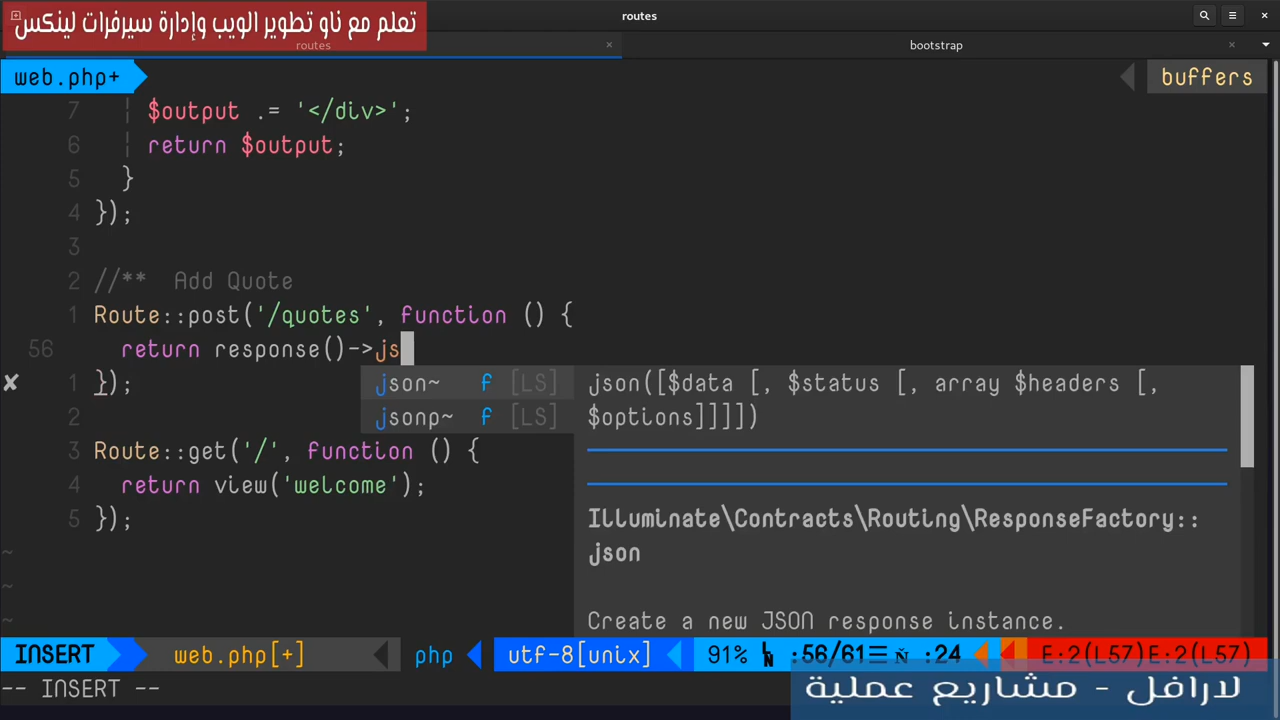 routes
تعلم مع ناو تطوير الويب وإدارة سيرفرات لينكس
routes × bootstrap ×
web.php+ buffers
7 $output .= '</div>';
6 return $output;
5 }
4 });
3
2 //** Add Quote
1 Route::post('/quotes', function () {
56 return response()->js
1 });
2
3 Route::get('/', function () {
4 return view('welcome');
5 });
~
~
~
json~ f [LS]
jsonp~ f [LS]
json([$data [, $status [, array $headers [,
$options]]]])
Illuminate\Contracts\Routing\ResponseFactory::
json
Create a new JSON response instance.
INSERT web.php[+] php utf-8[unix] 91% :56/61 :24 E:2(L57)E:2(L57)
-- INSERT --
لارافل - مشاريع عملية